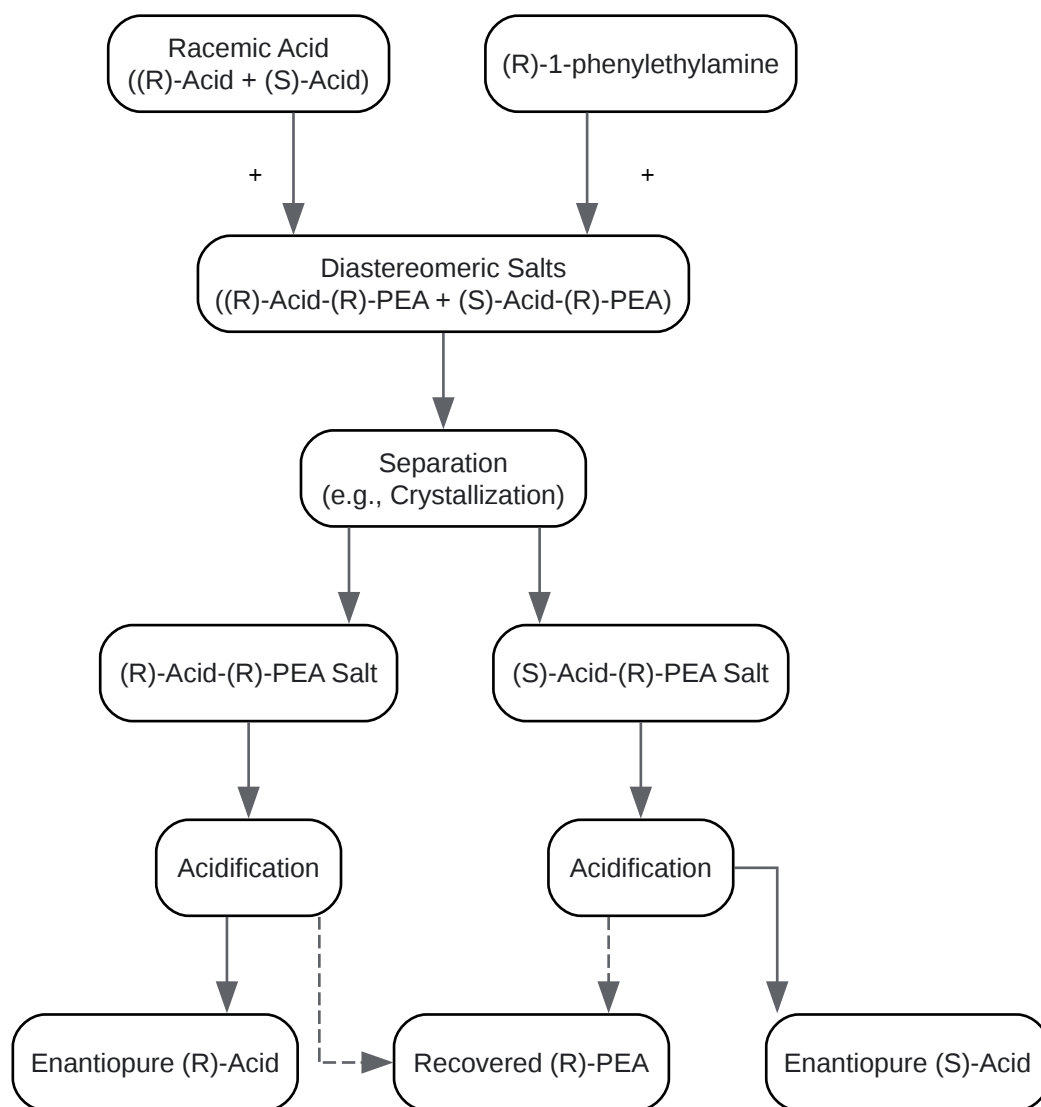 Racemic Acid
((R)-Acid + (S)-Acid)
(R)-1-phenylethylamine
+
+
Diastereomeric Salts
((R)-Acid-(R)-PEA + (S)-Acid-(R)-PEA)
Separation
(e.g., Crystallization)
(R)-Acid-(R)-PEA Salt
(S)-Acid-(R)-PEA Salt
Acidification
Acidification
Enantiopure (R)-Acid
Recovered (R)-PEA
Enantiopure (S)-Acid